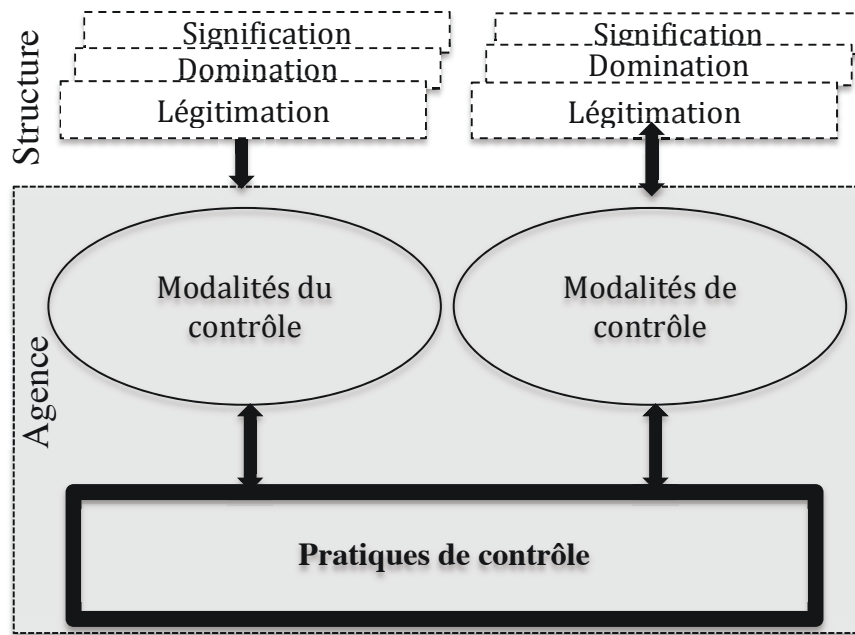 Structure
Signification
Domination
Légitimation
Signification
Domination
Légitimation
Agence
Modalités du
contrôle
Modalités de
contrôle
Pratiques de contrôle